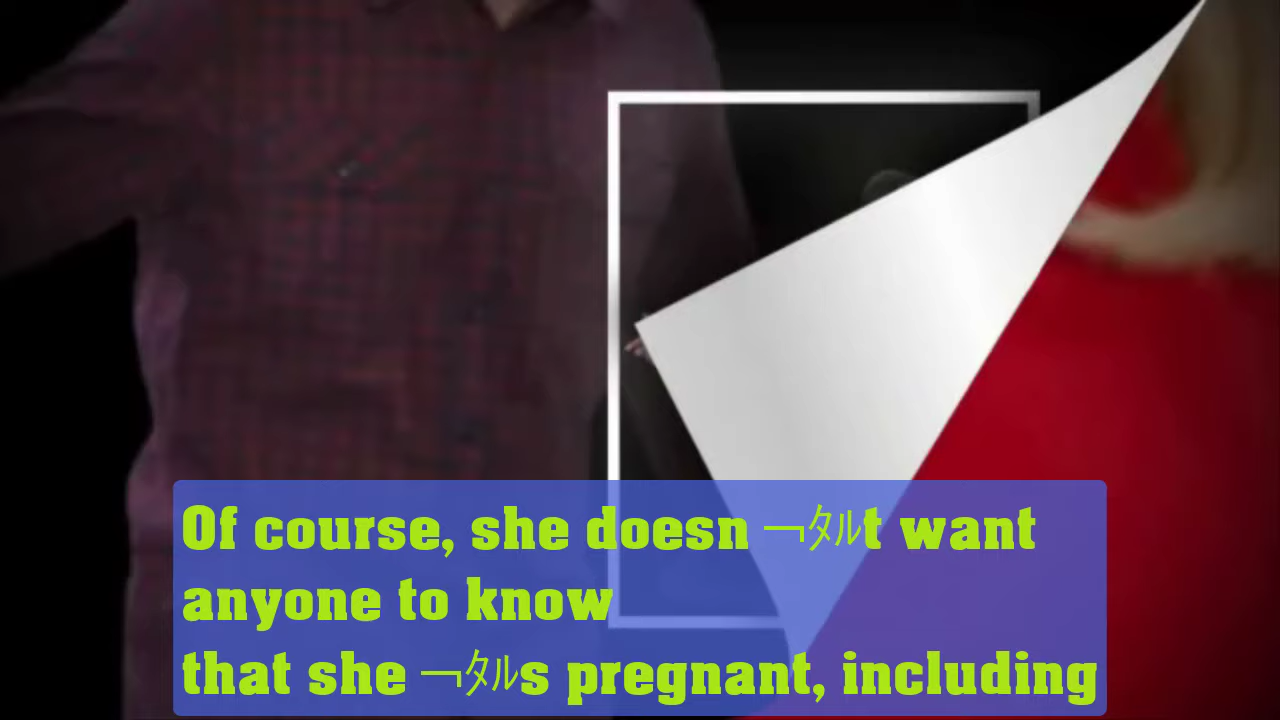 Of course, she doesn ￢ﾀﾙt want
anyone to know
that she ￢ﾀﾙs pregnant, including